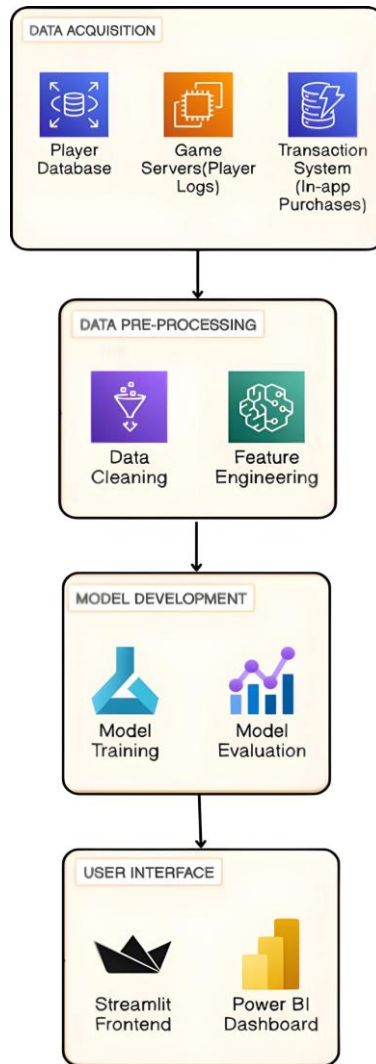 DATA ACQUISITION
Player
Database
Game
Servers(Player
Logs)
Transaction
System
(In-app
Purchases)
DATA PRE-PROCESSING
Data
Cleaning
Feature
Engineering
MODEL DEVELOPMENT
Model
Training
Model
Evaluation
USER INTERFACE
Streamlit
Frontend
Power BI
Dashboard